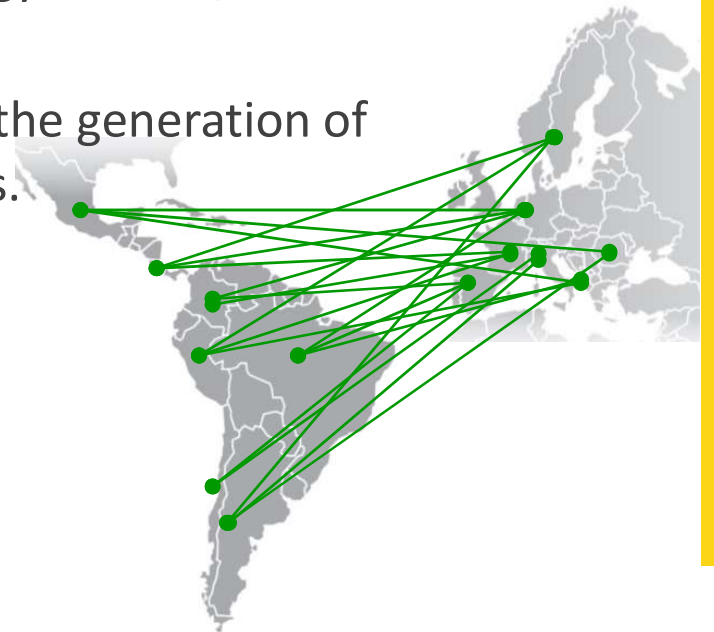 the generation of
s.